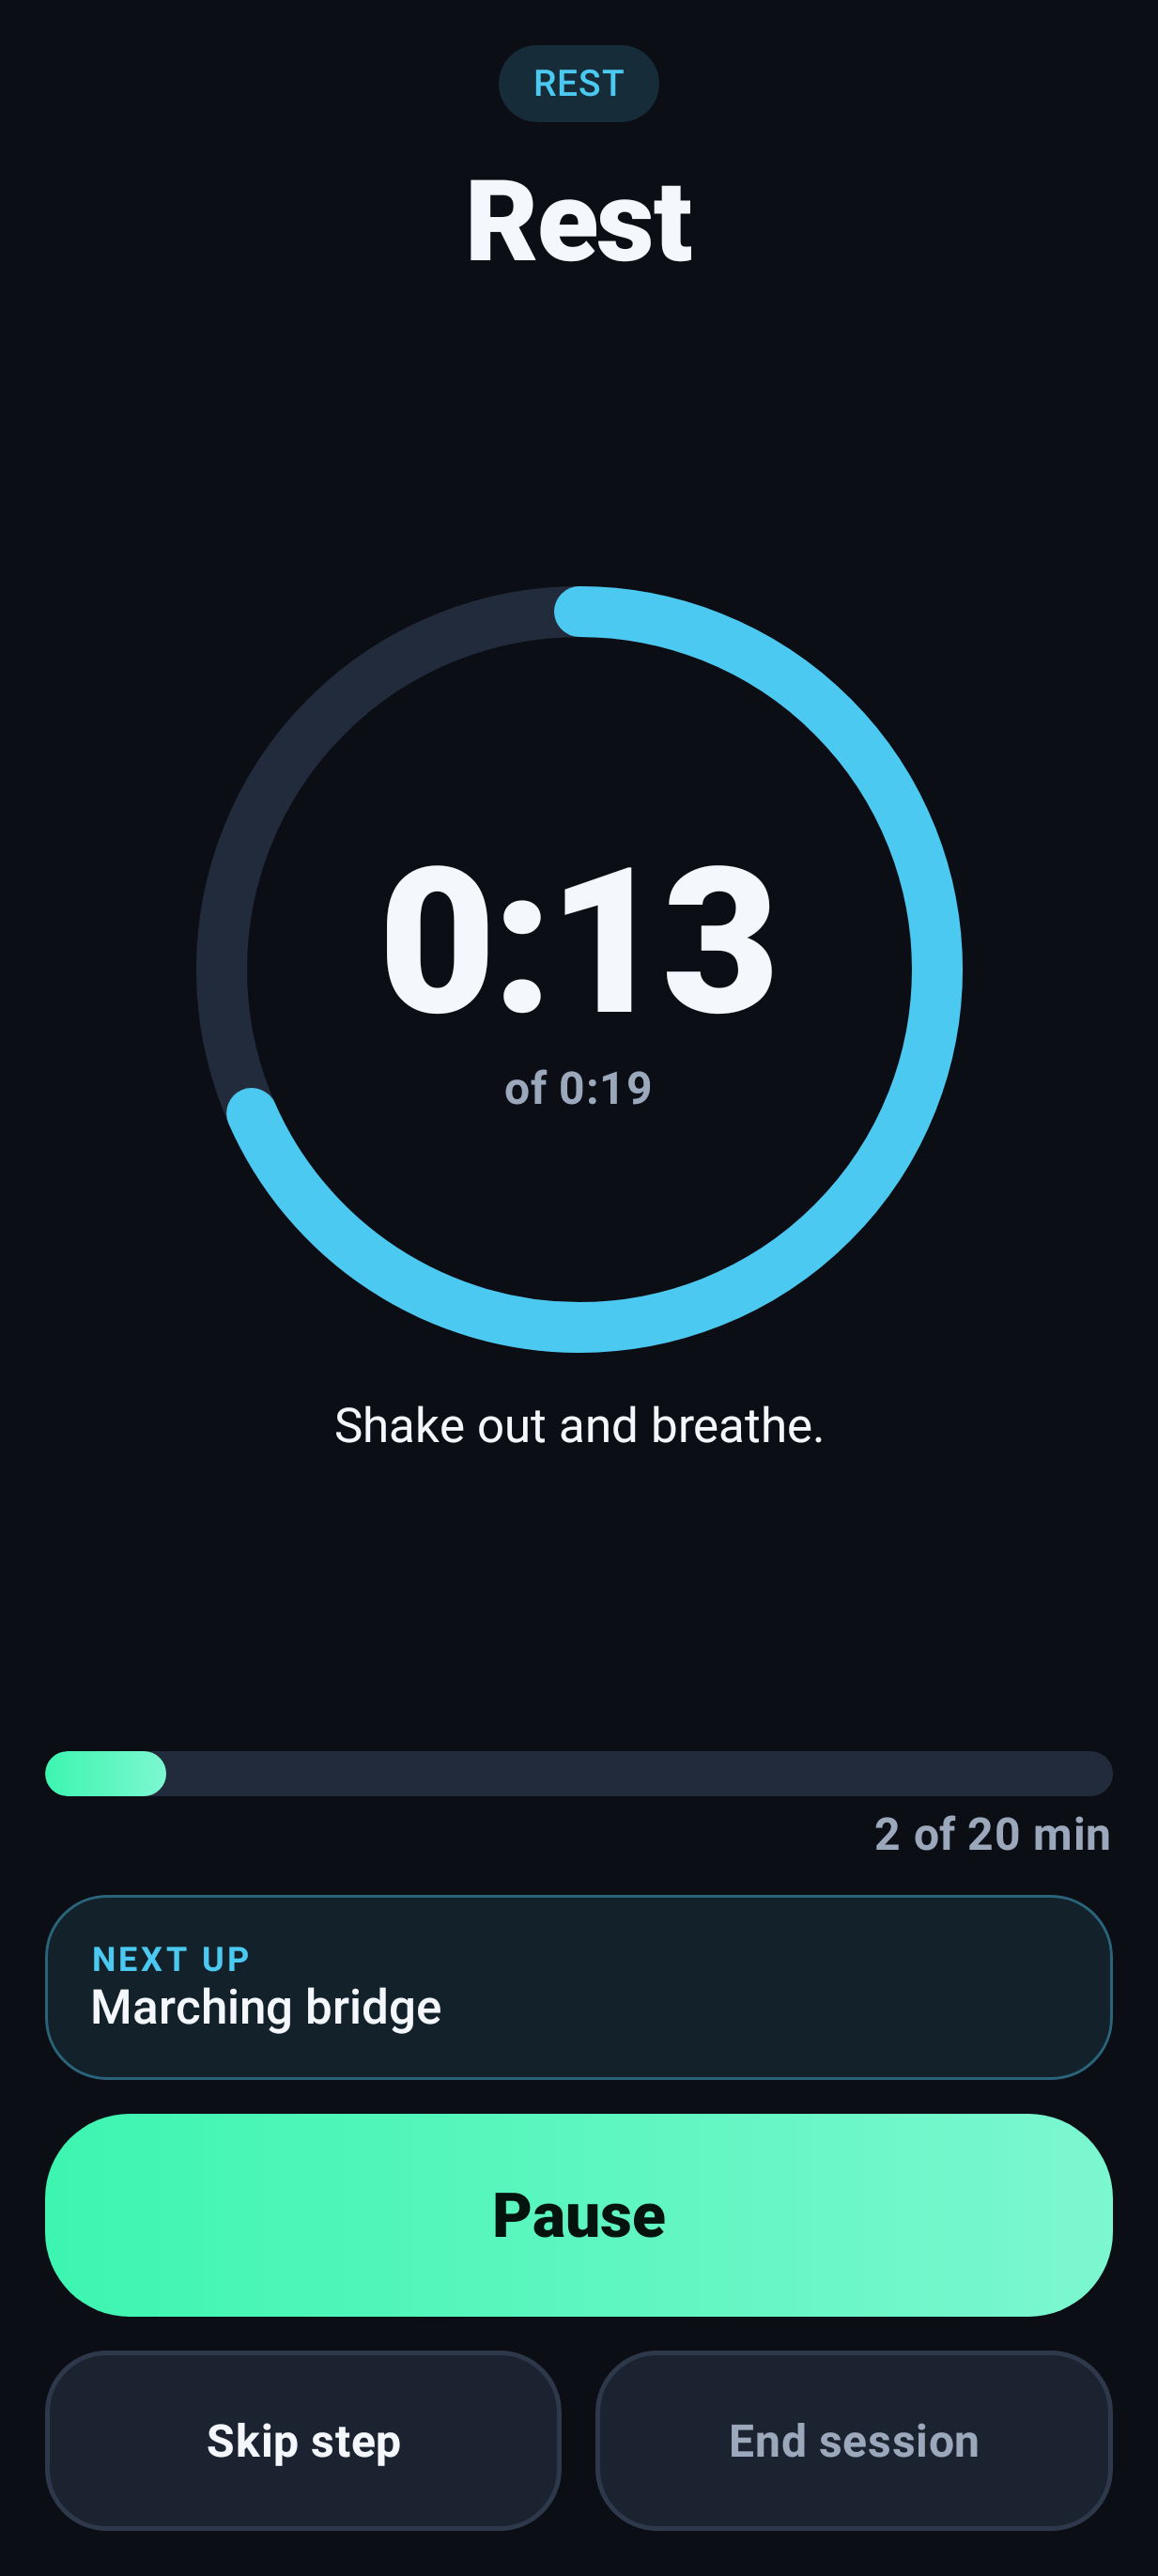 REST
Rest
0:13
of 0:19
Shake out and breathe.
2 of 20 min
NEXT UP
Marching bridge
Pause
Skip step
End session